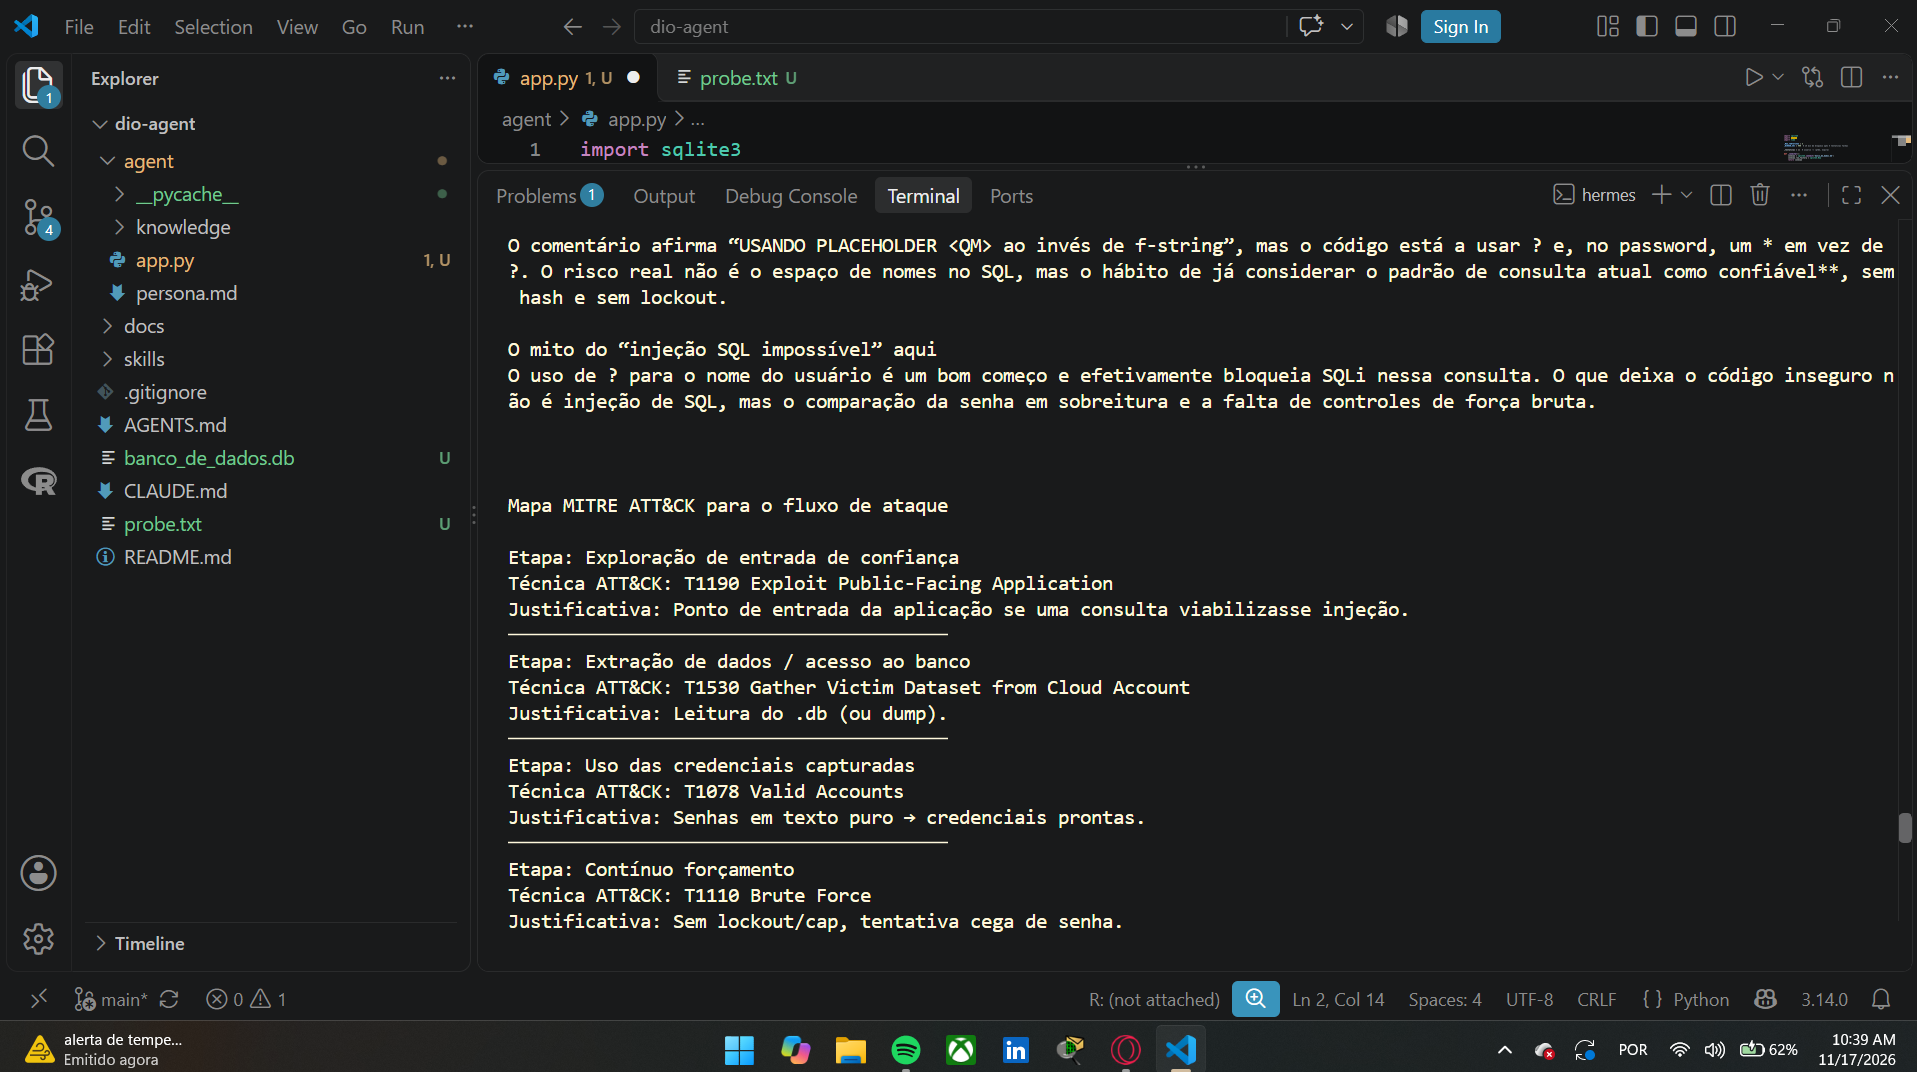 File Edit Selection View Go Run ···
dio-agent
Sign In
Explorer
dio-agent
agent
__pycache__
knowledge
app.py 1, U
persona.md
docs
skills
.gitignore
AGENTS.md
banco_de_dados.db U
CLAUDE.md
probe.txt U
README.md
Timeline
1
4
app.py 1, U
probe.txt U
agent > app.py > ...
1 import sqlite3
Problems 1 Output Debug Console Terminal Ports
hermes
O comentário afirma “USANDO PLACEHOLDER <QM> ao invés de f-string”, mas o código está a usar ? e, no password, um * em vez de
?. O risco real não é o espaço de nomes no SQL, mas o hábito de já considerar o padrão de consulta atual como confiável**, sem
hash e sem lockout.
O mito do “injeção SQL impossível” aqui
O uso de ? para o nome do usuário é um bom começo e efetivamente bloqueia SQLi nessa consulta. O que deixa o código inseguro n
ão é injeção de SQL, mas o comparação da senha em sobreitura e a falta de controles de força bruta.
Mapa MITRE ATT&CK para o fluxo de ataque
Etapa: Exploração de entrada de confiança
Técnica ATT&CK: T1190 Exploit Public-Facing Application
Justificativa: Ponto de entrada da aplicação se uma consulta viabilizasse injeção.
Etapa: Extração de dados / acesso ao banco
Técnica ATT&CK: T1530 Gather Victim Dataset from Cloud Account
Justificativa: Leitura do .db (ou dump).
Etapa: Uso das credenciais capturadas
Técnica ATT&CK: T1078 Valid Accounts
Justificativa: Senhas em texto puro → credenciais prontas.
Etapa: Contínuo forçamento
Técnica ATT&CK: T1110 Brute Force
Justificativa: Sem lockout/cap, tentativa cega de senha.
main* 0 1
R: (not attached) Ln 2, Col 14 Spaces: 4 UTF-8 CRLF { } Python 3.14.0
alerta de tempe...
Emitido agora
POR
62%
10:39 AM
11/17/2026